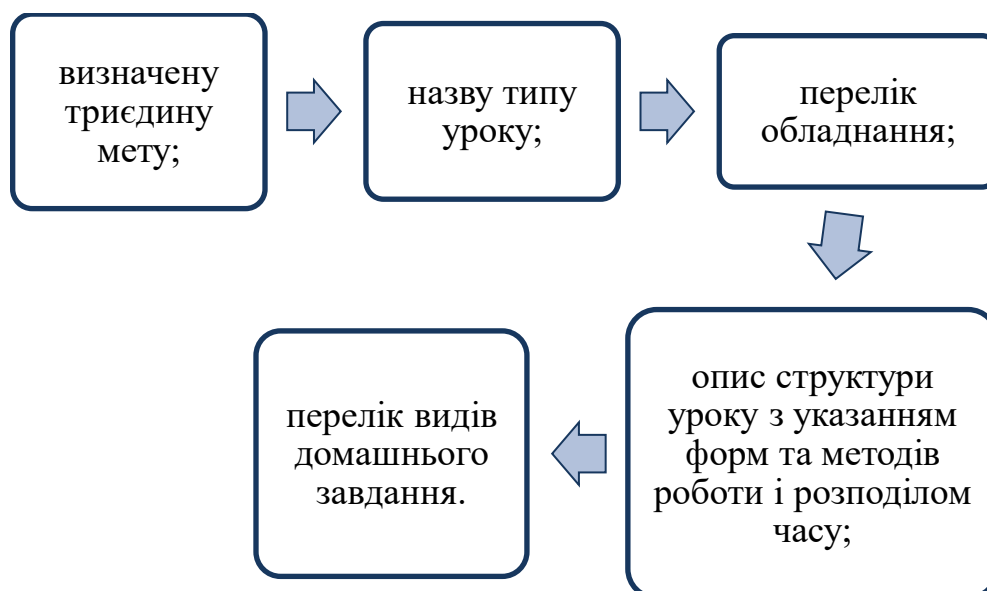 визначену
триєдину
мету;
назву типу
уроку;
перелік
обладнання;
опис структури
уроку з указанням
форм та методів
роботи і розподілом
часу;
перелік видів
домашнього
завдання.